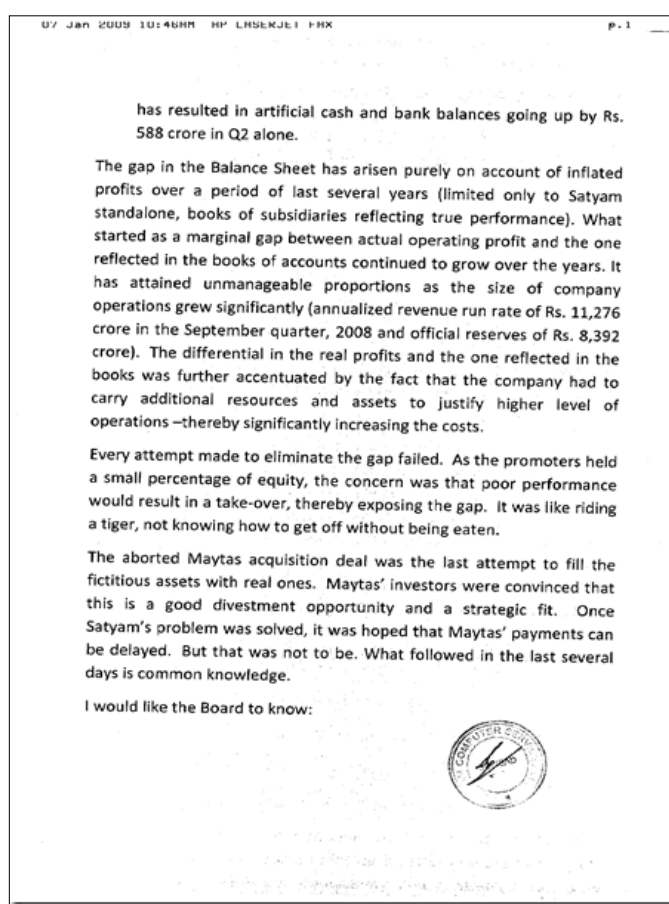 07 Jan 2009 10:46AM HP LASERJET FAX p.1
has resulted in artificial cash and bank balances going up by Rs.
588 crore in Q2 alone.
The gap in the Balance Sheet has arisen purely on account of inflated
profits over a period of last several years (limited only to Satyam
standalone, books of subsidiaries reflecting true performance). What
started as a marginal gap between actual operating profit and the one
reflected in the books of accounts continued to grow over the years. It
has attained unmanageable proportions as the size of company
operations grew significantly (annualized revenue run rate of Rs. 11,276
crore in the September quarter, 2008 and official reserves of Rs. 8,392
crore). The differential in the real profits and the one reflected in the
books was further accentuated by the fact that the company had to
carry additional resources and assets to justify higher level of
operations –thereby significantly increasing the costs.
Every attempt made to eliminate the gap failed. As the promoters held
a small percentage of equity, the concern was that poor performance
would result in a take-over, thereby exposing the gap. It was like riding
a tiger, not knowing how to get off without being eaten.
The aborted Maytas acquisition deal was the last attempt to fill the
fictitious assets with real ones. Maytas' investors were convinced that
this is a good divestment opportunity and a strategic fit. Once
Satyam's problem was solved, it was hoped that Maytas' payments can
be delayed. But that was not to be. What followed in the last several
days is common knowledge.
I would like the Board to know:
COMPUTER